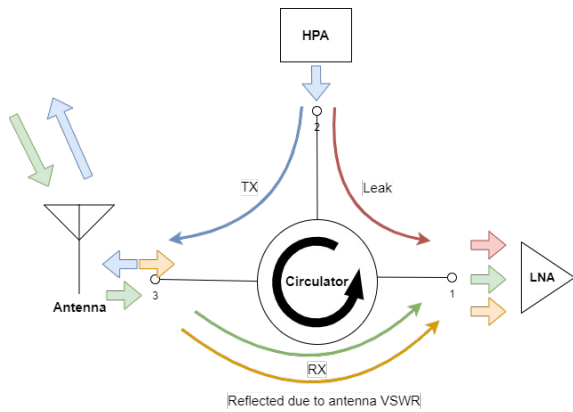 HPA
2
TX
Leak
Circulator
LNA
Antenna
3
1
RX
Reflected due to antenna VSWR